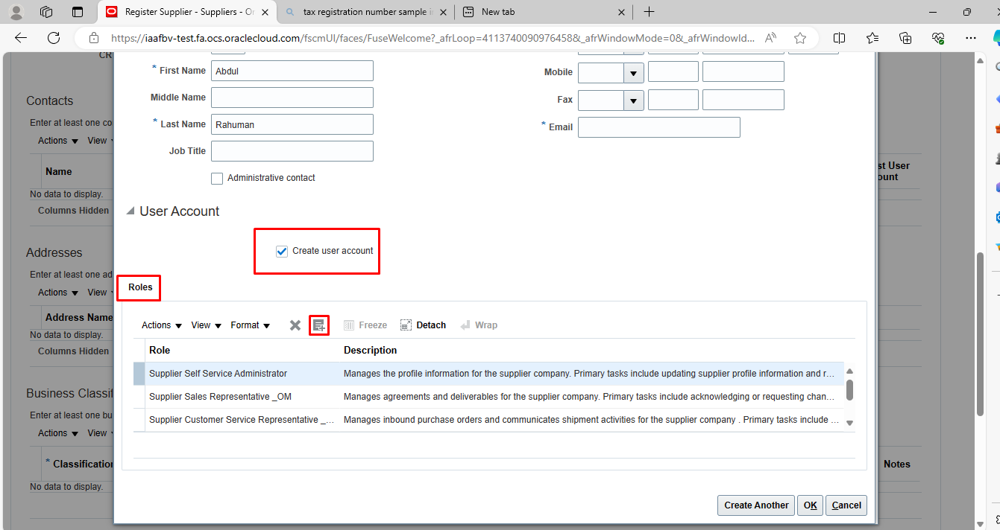 Register Supplier - Suppliers - Or
tax registration number sample i
New tab
https://iaafbv-test.fa.ocs.oraclecloud.com/fscmUI/faces/FuseWelcome?_afrLoop=4113740090976458&_afrWindowMode=0&_afrWindowId...
CR
* First Name Abdul
Middle Name
* Last Name Rahuman
Job Title
Administrative contact
Mobile
Fax
* Email
Contacts
Enter at least one co
Actions View
Name
No data to display.
Columns Hidden
st User
ount
User Account
Create user account
Addresses
Enter at least one ad
Actions View
Address Name
No data to display.
Columns Hidden
Roles
Actions View Format Freeze Detach Wrap
Role Description
Supplier Self Service Administrator Manages the profile information for the supplier company. Primary tasks include updating supplier profile information and r...
Supplier Sales Representative _OM Manages agreements and deliverables for the supplier company. Primary tasks include acknowledging or requesting chan...
Supplier Customer Service Representative _... Manages inbound purchase orders and communicates shipment activities for the supplier company . Primary tasks include ...
Business Classif
Enter at least one bu
Actions View
* Classification
Notes
No data to display.
Create Another OK Cancel